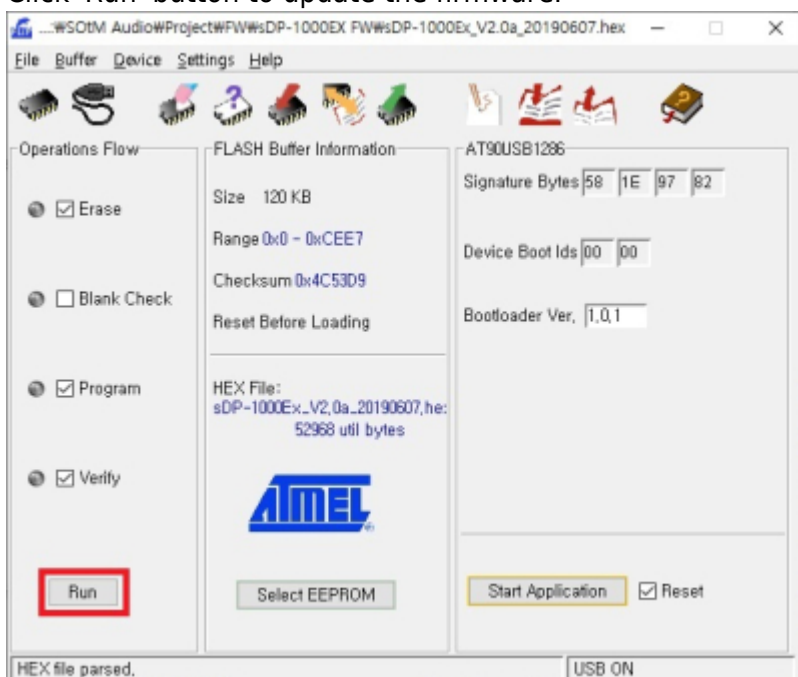 Click 'Run' button to update the firmware.
...₩SOtM Audio₩Project₩FW₩sDP-1000EX FW₩sDP-1000Ex_V2.0a_20190607.hex
File Buffer Device Settings Help
Operations Flow
Erase
Blank Check
Program
Verify
Run
FLASH Buffer Information
Size 120 KB
Range 0x0 - 0xCEE7
Checksum 0x4C53D9
Reset Before Loading
HEX File:
sDP-1000Ex_V2,0a_20190607,he:
52968 util bytes
ATMEL
Select EEPROM
AT90USB1286
Signature Bytes 58 1E 97 82
Device Boot Ids 00 00
Bootloader Ver, 1,0,1
Start Application Reset
HEX file parsed,
USB ON